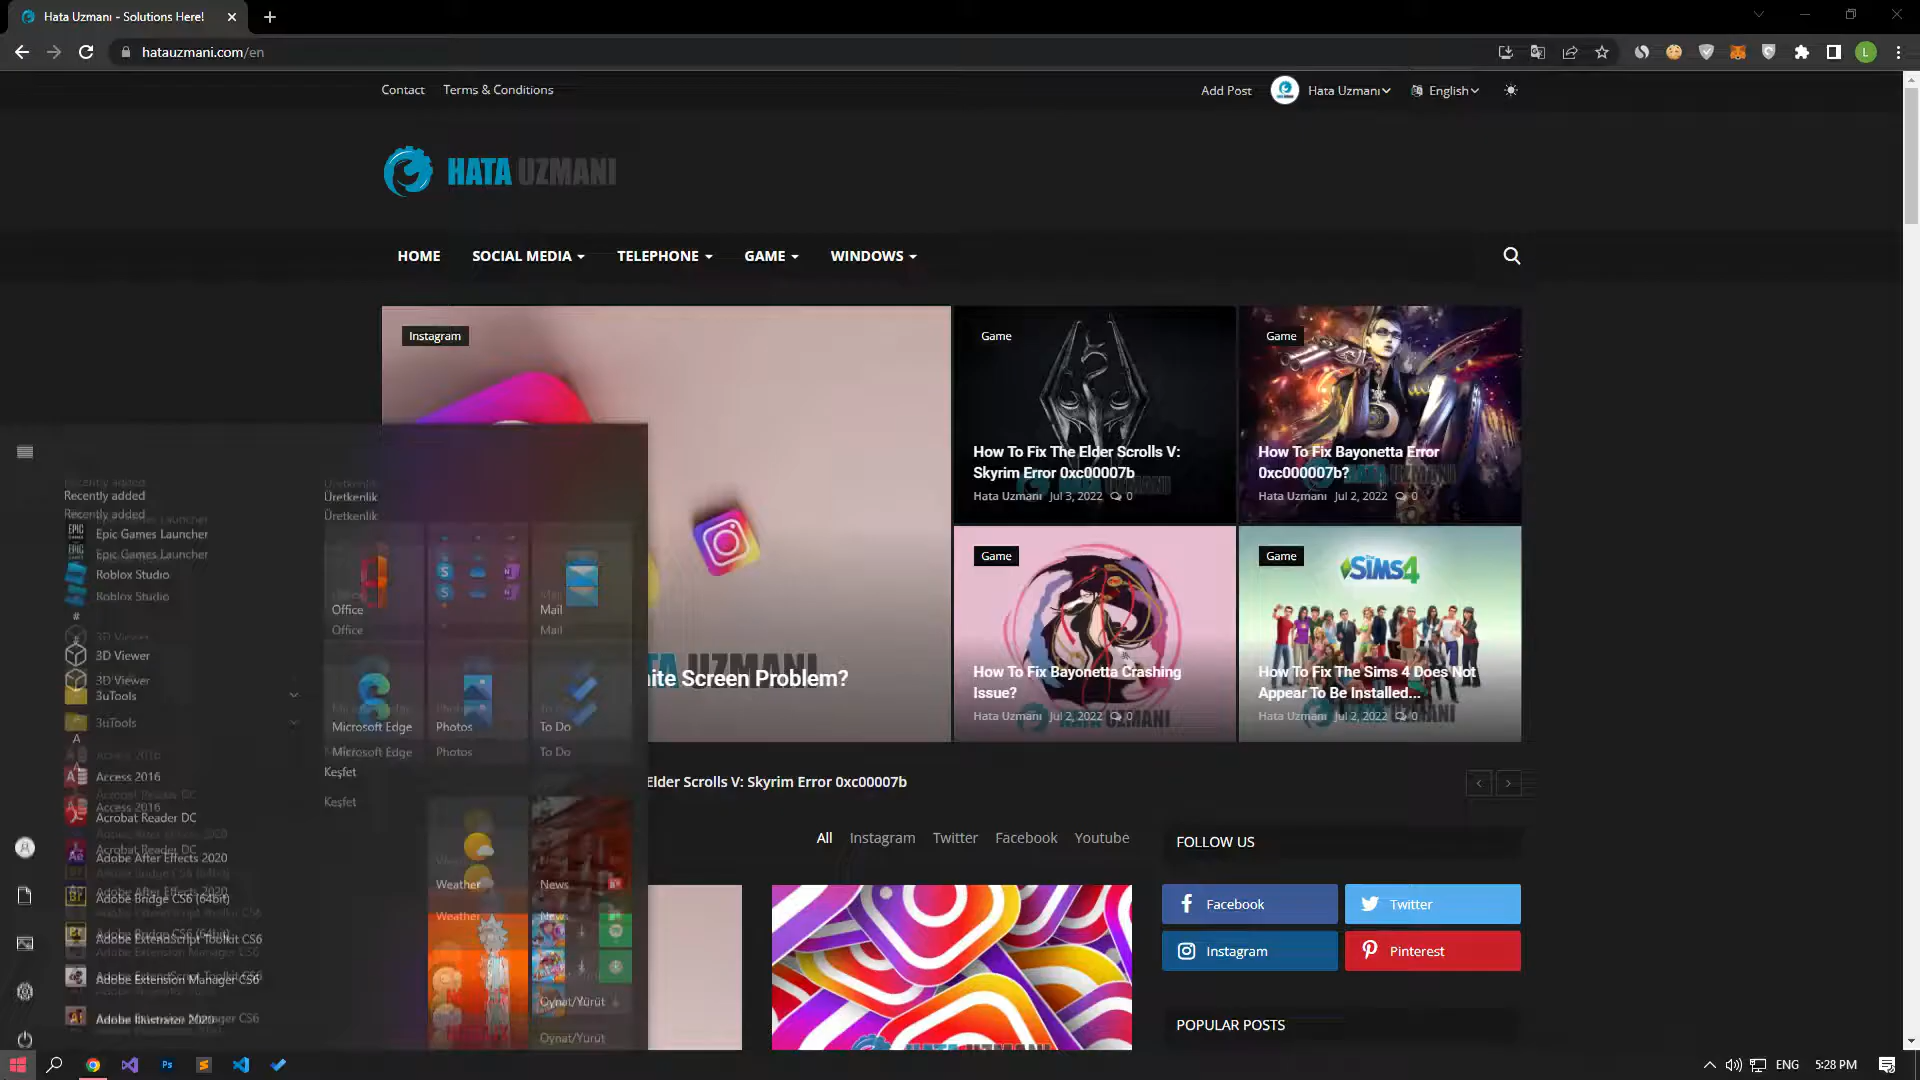 Hata Uzmanı - Solutions Here!
hatauzmani.com/en
Contact Terms & Conditions
Add Post Hata Uzmanı English
HATA UZMANI
HOME SOCIAL MEDIA TELEPHONE GAME WINDOWS
Instagram
ite Screen Problem?
Game
How To Fix The Elder Scrolls V:
Skyrim Error 0xc00007b
Hata Uzmanı Jul 3, 2022 0
Game
How To Fix Bayonetta Error
0xc000007b?
Hata Uzmanı Jul 2, 2022 0
Game
How To Fix Bayonetta Crashing
Issue?
Hata Uzmanı Jul 2, 2022 0
Game
THE SIMS 4
How To Fix The Sims 4 Does Not
Appear To Be Installed...
Hata Uzmanı Jul 2, 2022 0
Elder Scrolls V: Skyrim Error 0xc00007b
All Instagram Twitter Facebook Youtube
FOLLOW US
Facebook Twitter
Instagram Pinterest
POPULAR POSTS
Recently added
Epic Games Launcher
Roblox Studio
#
3D Viewer
3uTools
A
Access 2016
Acrobat Reader DC
Adobe After Effects 2020
Adobe Bridge CS6 (64bit)
Adobe ExtendScript Toolkit CS6
Adobe Extension Manager CS6
Adobe Illustrator 2020
Üretkenlik
Office Mail
Microsoft Edge Photos To Do
Keşfet
Weather News
Oynat/Yürüt
ENG 5:28 PM